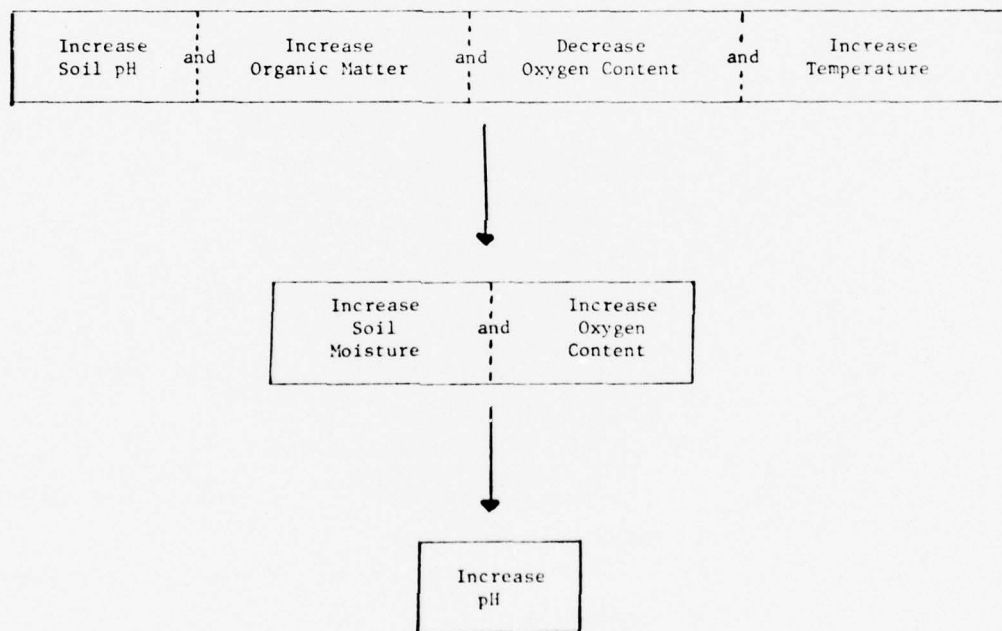 Increase and Increase and Decrease and Increase
Soil pH Organic Matter Oxygen Content Temperature
Increase Increase
Soil and Oxygen
Moisture Content
Increase
pH